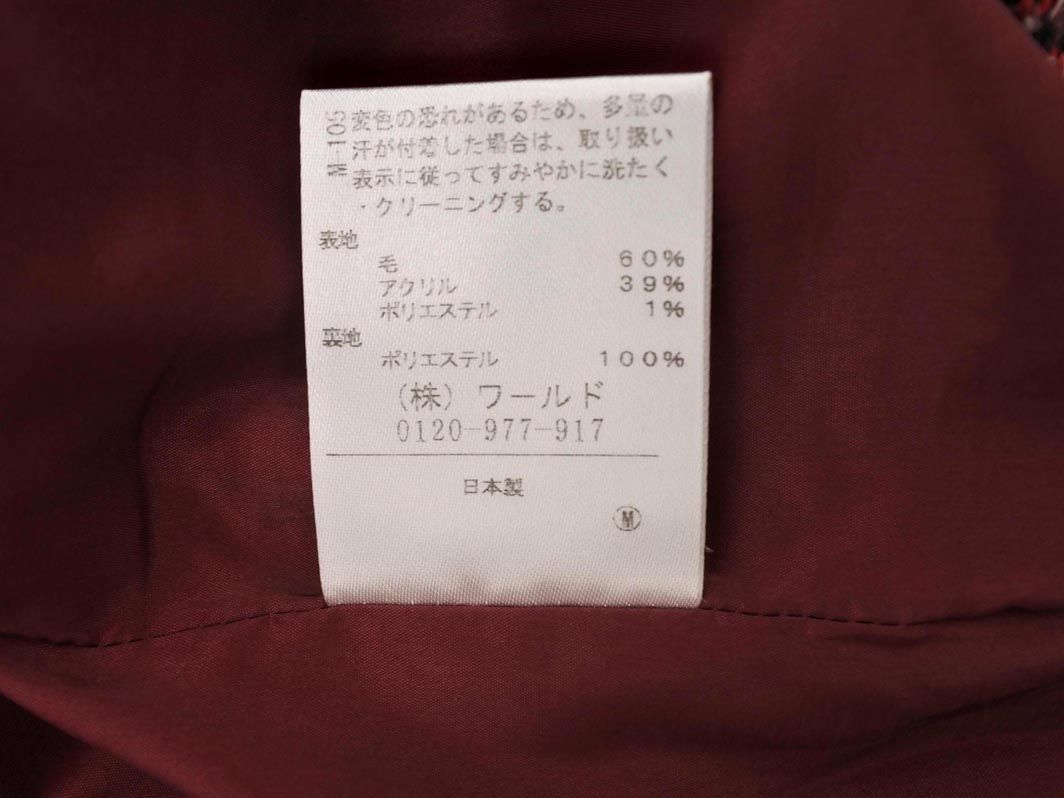 M-105
変色の恐れがあるため、多量の
汗が付着した場合は、取り扱い
表示に従ってすみやかに洗たく
・クリーニングする。
表地
毛 60%
アクリル 39%
ポリエステル 1%
裏地
ポリエステル 100%
(株) ワールド
0120-977-917
日本製
M